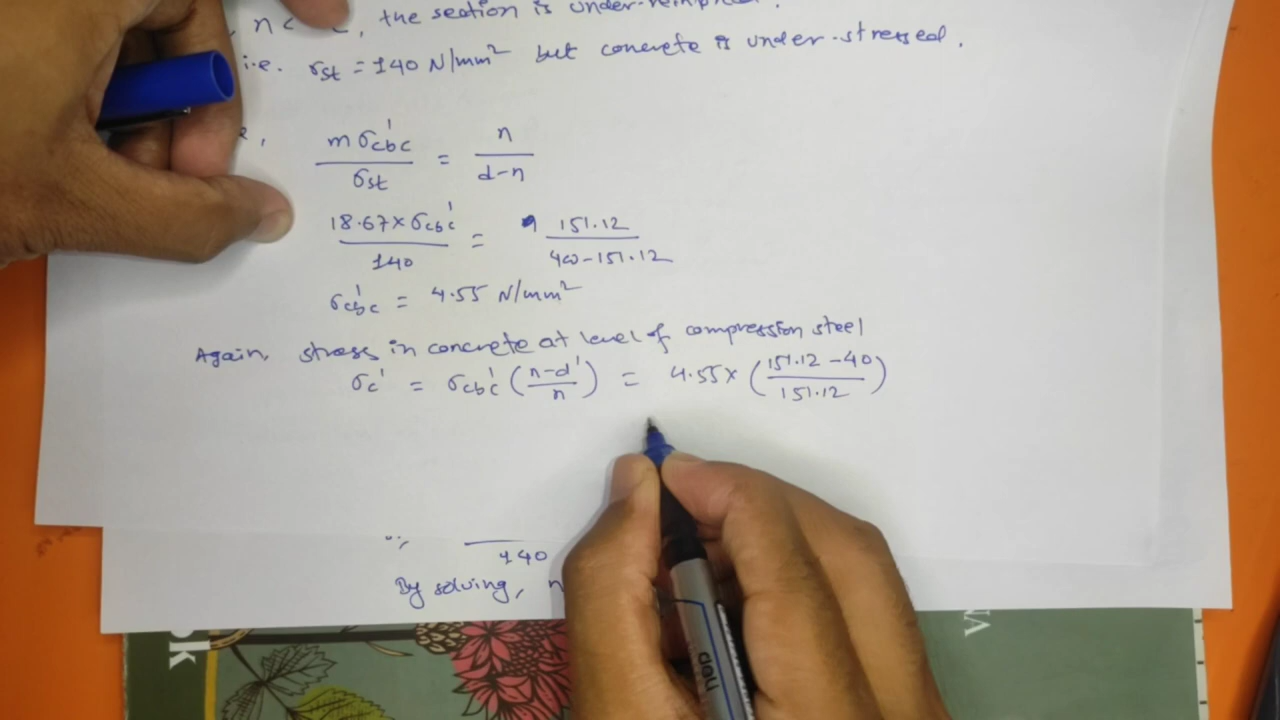 , n < , the section is under-reinforced.
i.e. σst = 140 N/mm² but concrete is under-stressed.
m σcbc' / σst = n / d-n
18.67 × σcbc' / 140 = 151.12 / 400-151.12
σcbc' = 4.55 N/mm²
Again, stress in concrete at level of compression steel
σc' = σcbc' (n-d' / n) = 4.55 × (151.12 - 40 / 151.12)
140
By solving, n
deli